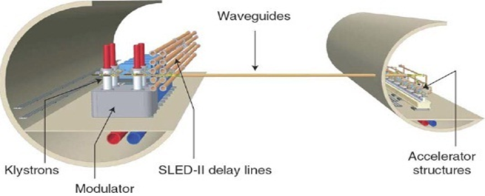 Waveguides
Klystrons
Modulator
SLED-II delay lines
Accelerator
structures